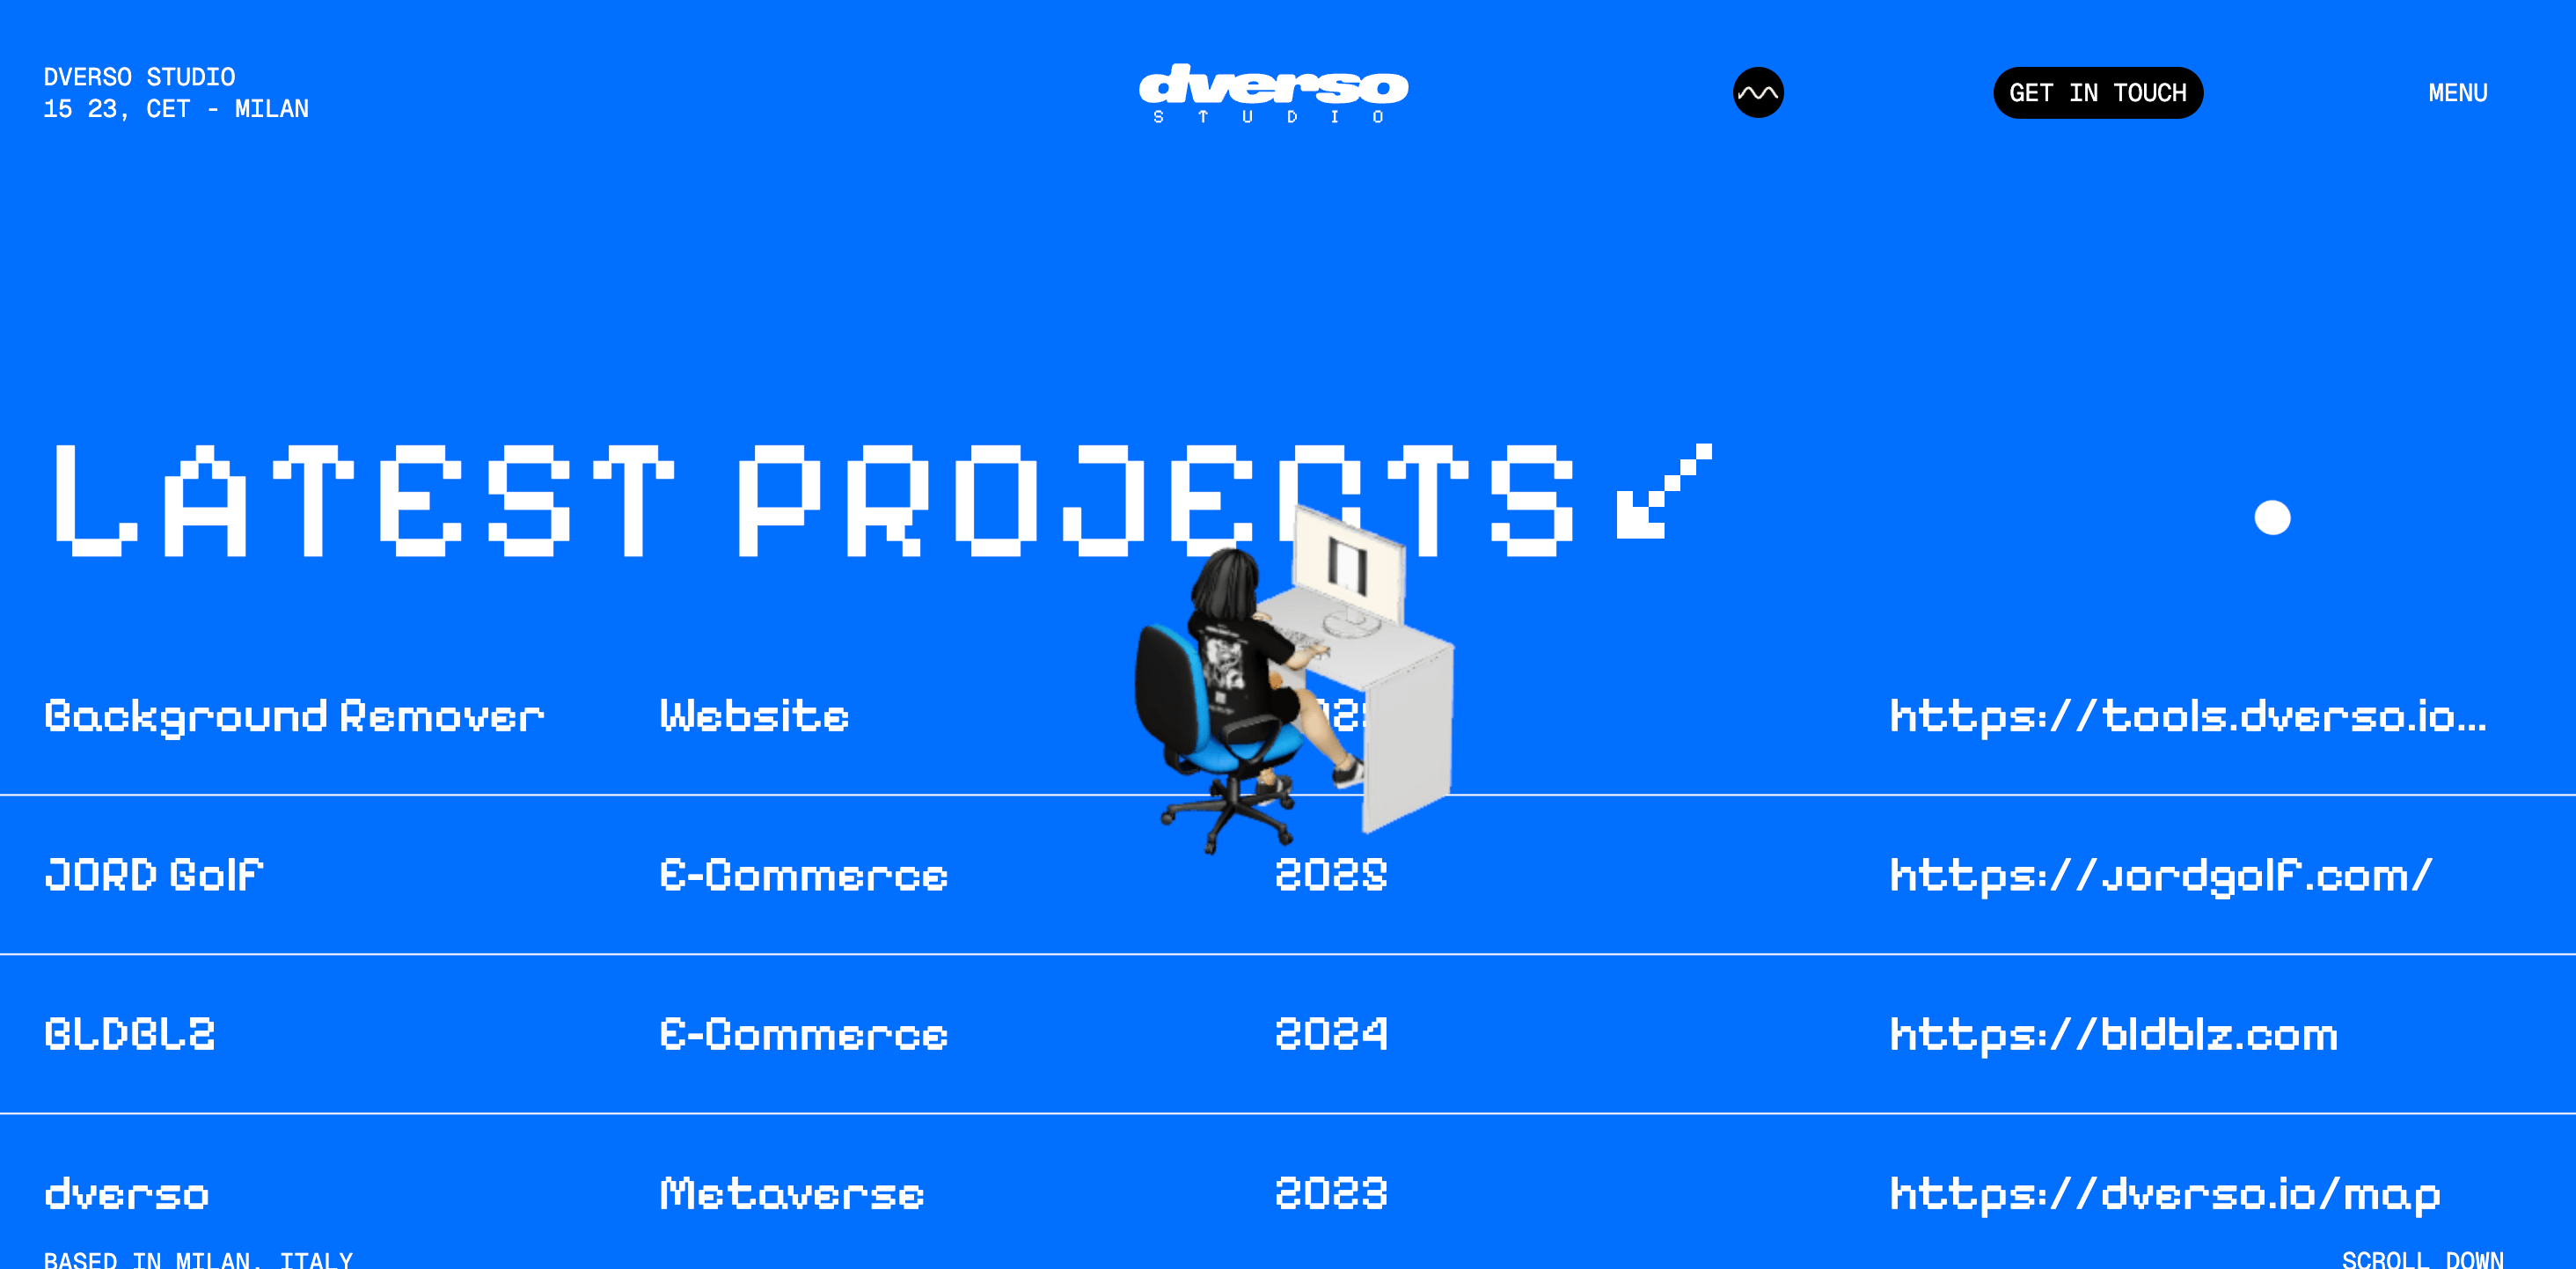 DVERSO STUDIO
15 23, CET - MILAN
dverso
STUDIO
GET IN TOUCH
MENU
LATEST PROJECTS
Background Remover Website https://tools.dverso.io...
JORD Golf E-Commerce 2025 https://jordgolf.com/
BLDBLZ E-Commerce 2024 https://bldblz.com
dverso Metaverse 2023 https://dverso.io/map
BASED IN MILAN, ITALY
SCROLL DOWN